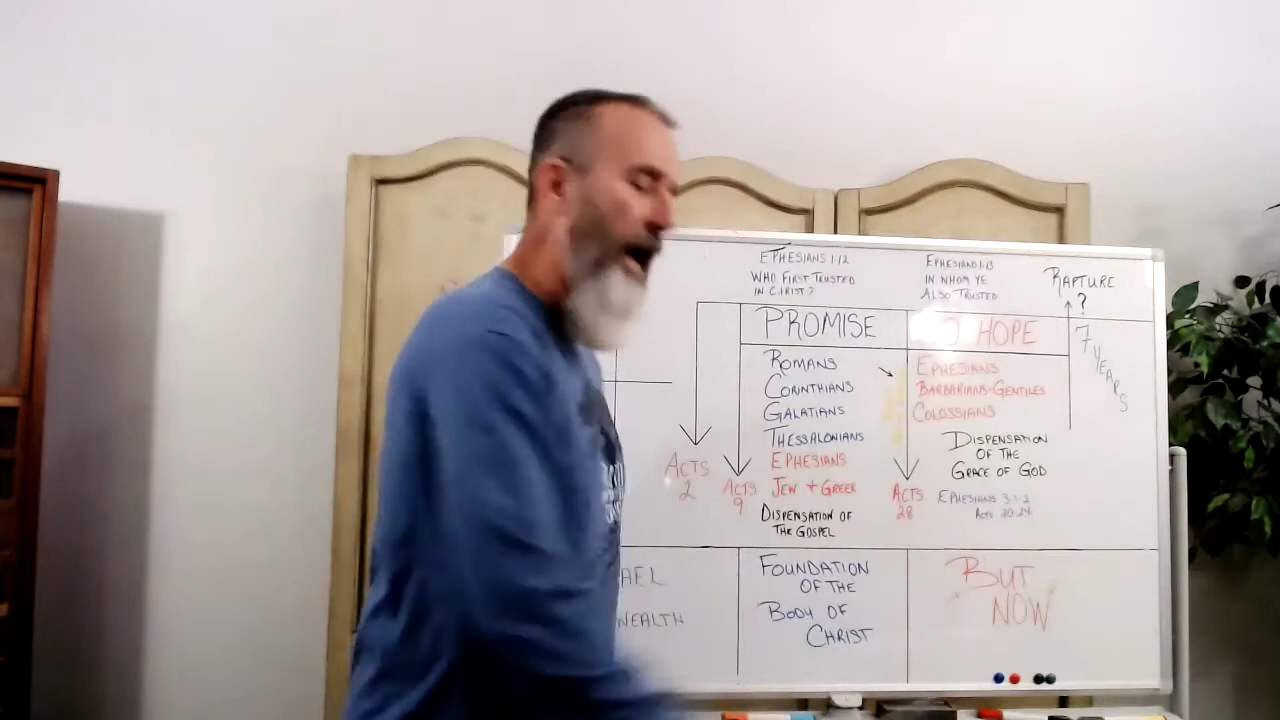 EPHESIANS 1:12
WHO FIRST TRUSTED
IN CHRIST?
EPHESIANS 1:13
IN WHOM YE
ALSO TRUSTED
RAPTURE
?
PROMISE
HOPE
7 YEARS
ROMANS
CORINTHIANS
GALATIANS
THESSALONIANS
EPHESIANS
JEW + GREEK
DISPENSATION OF
THE GOSPEL
EPHESIANS
BARBARIANS-GENTILES
COLOSSIANS
DISPENSATION
OF THE
GRACE OF GOD
EPHESIANS 3:1-2
ACTS 20:24
ACTS
2
ACTS
9
ACTS
28
AEL
WEALTH
FOUNDATION
OF THE
BODY OF
CHRIST
BUT
NOW